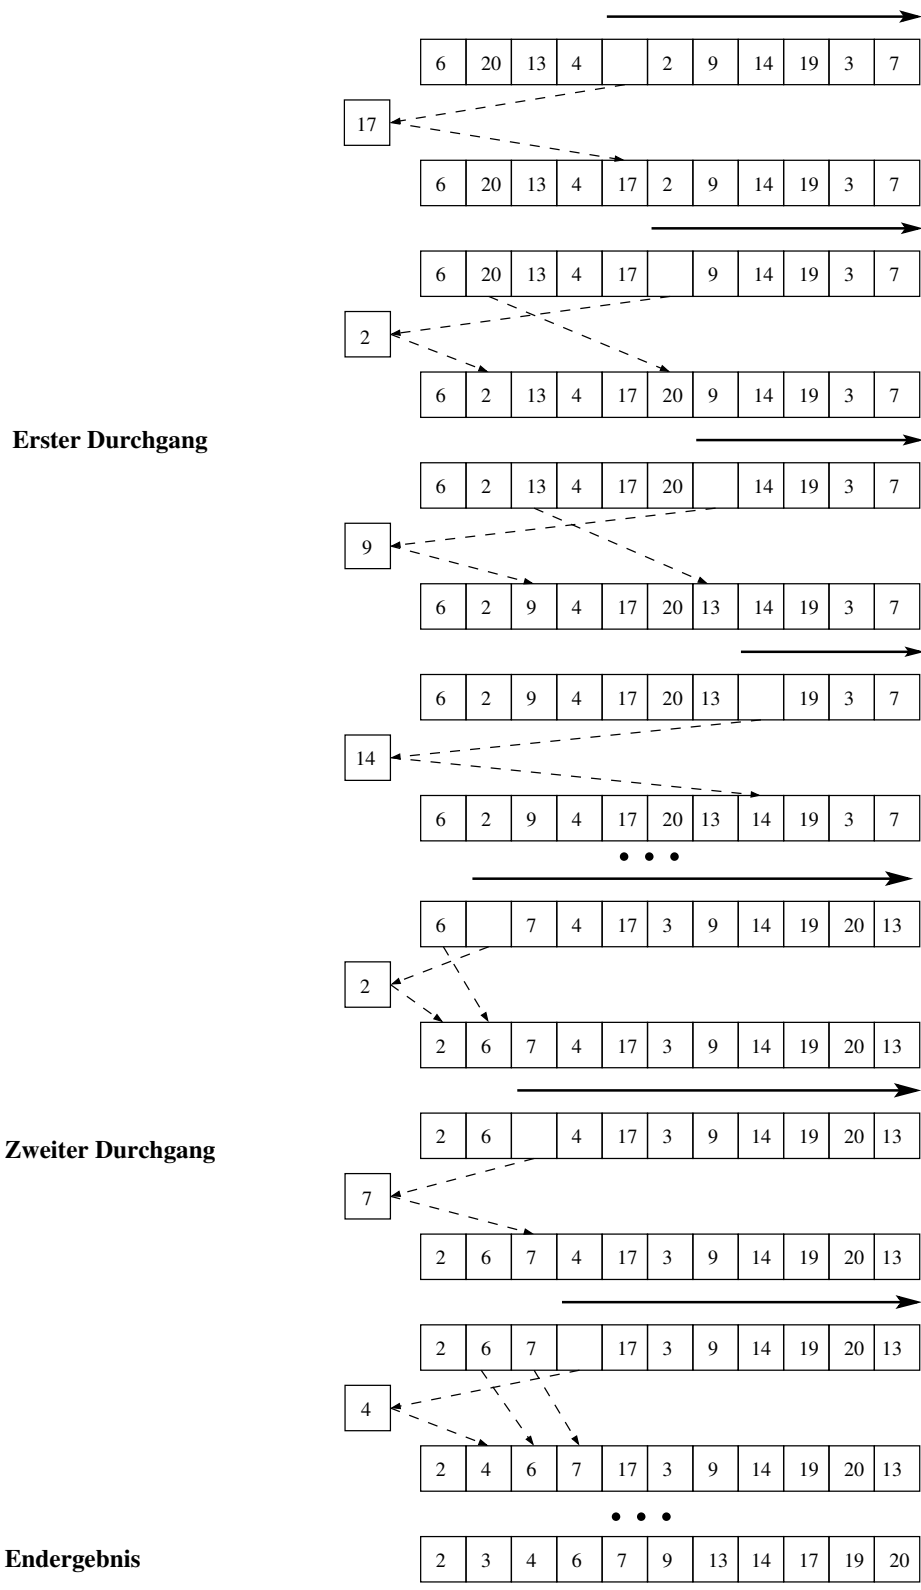 6 20 13 4 2 9 14 19 3 7
17
6 20 13 4 17 2 9 14 19 3 7
6 20 13 4 17 9 14 19 3 7
2
6 2 13 4 17 20 9 14 19 3 7
Erster Durchgang
6 2 13 4 17 20 14 19 3 7
9
6 2 9 4 17 20 13 14 19 3 7
6 2 9 4 17 20 13 19 3 7
14
6 2 9 4 17 20 13 14 19 3 7
• • •
6 7 4 17 3 9 14 19 20 13
2
2 6 7 4 17 3 9 14 19 20 13
2 6 4 17 3 9 14 19 20 13
Zweiter Durchgang
7
2 6 7 4 17 3 9 14 19 20 13
2 6 7 17 3 9 14 19 20 13
4
2 4 6 7 17 3 9 14 19 20 13
• • •
Endergebnis 2 3 4 6 7 9 13 14 17 19 20